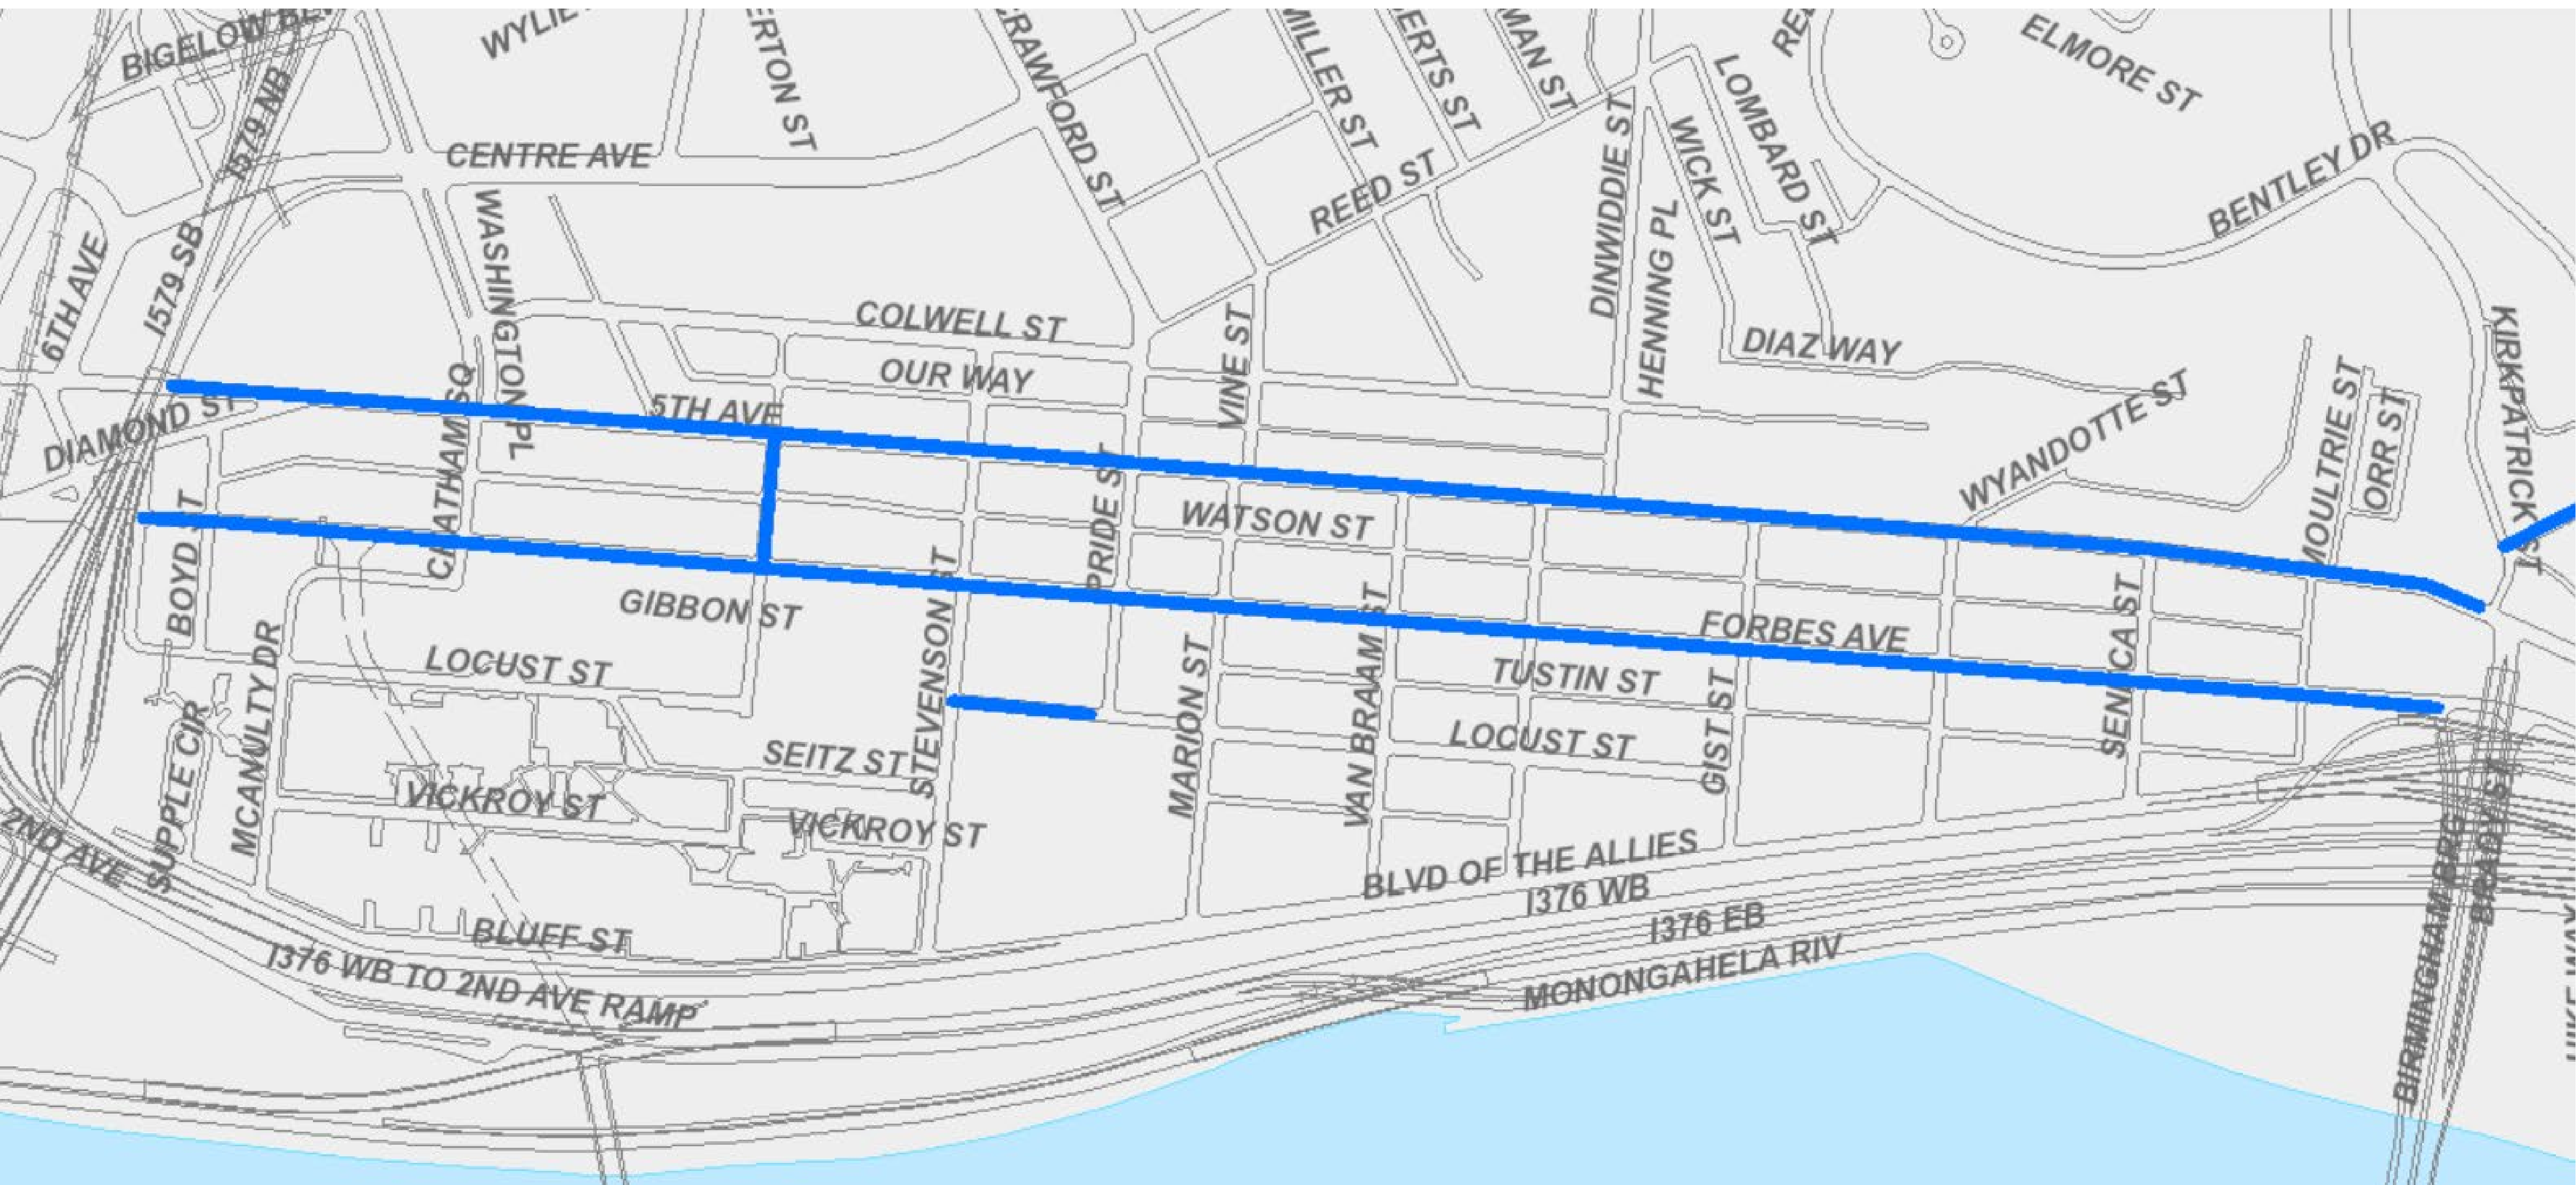 BIGELOW BLV
WYLIE
ERTON ST
CRAWFORD ST
MILLER ST
ERTS ST
MAN ST
LOMBARD ST
RE
ELMORE ST
I579 NB
CENTRE AVE
REED ST
DINWIDDIE ST
WICK ST
BENTLEY DR
6TH AVE
I579 SB
WASHINGTON PL
HENNING PL
COLWELL ST
OUR WAY
VINE ST
DIAZ WAY
KIRKPATRICK ST
DIAMOND ST
CHATHAM SQ
5TH AVE
WYANDOTTE ST
MOULTRIE ST
ORR ST
PRIDE ST
WATSON ST
BOYD ST
GIBBON ST
STEVENSON ST
FORBES AVE
SENECA ST
LOCUST ST
MCANULTY DR
MARION ST
VAN BRAAM ST
TUSTIN ST
GIST ST
SUPPLE CIR
SEITZ ST
LOCUST ST
VICKROY ST
VICKROY ST
2ND AVE
BLVD OF THE ALLIES
I376 WB
BLUFF ST
I376 EB
I376 WB TO 2ND AVE RAMP
MONONGAHELA RIV
BIRMINGHAM BRG
BRADY ST